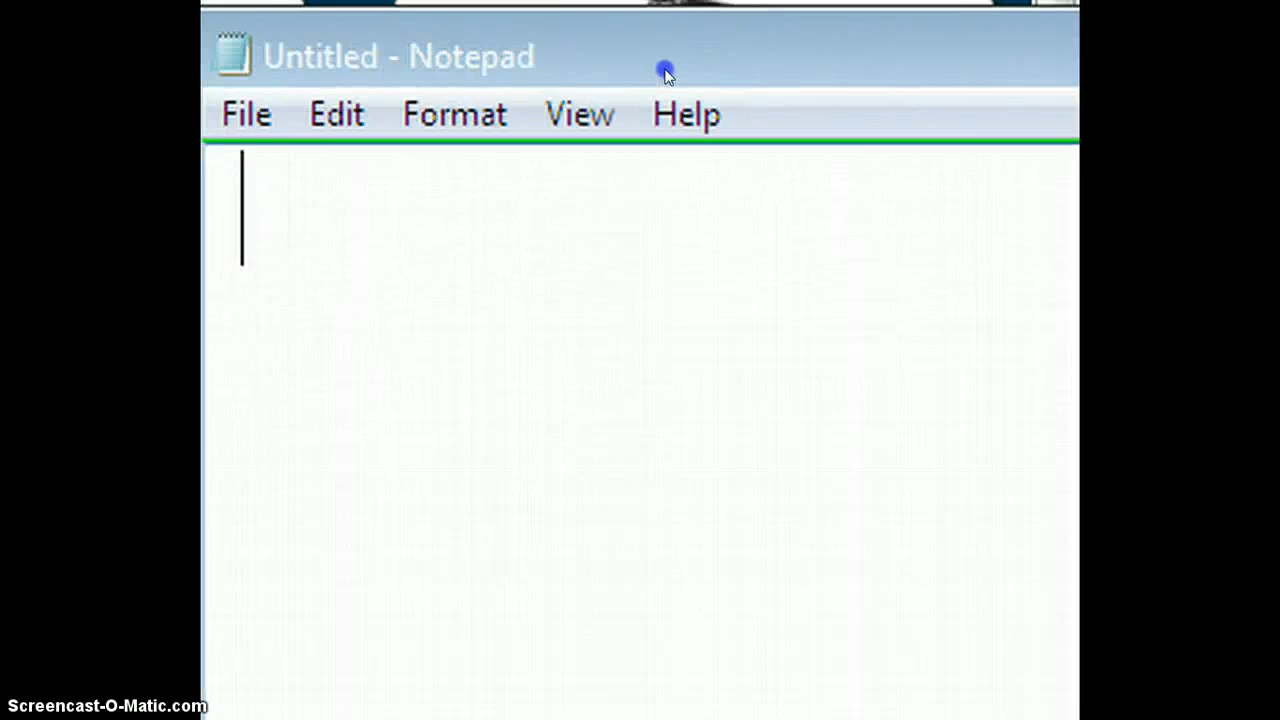 Untitled - Notepad
File Edit Format View Help
Screencast-O-Matic.com